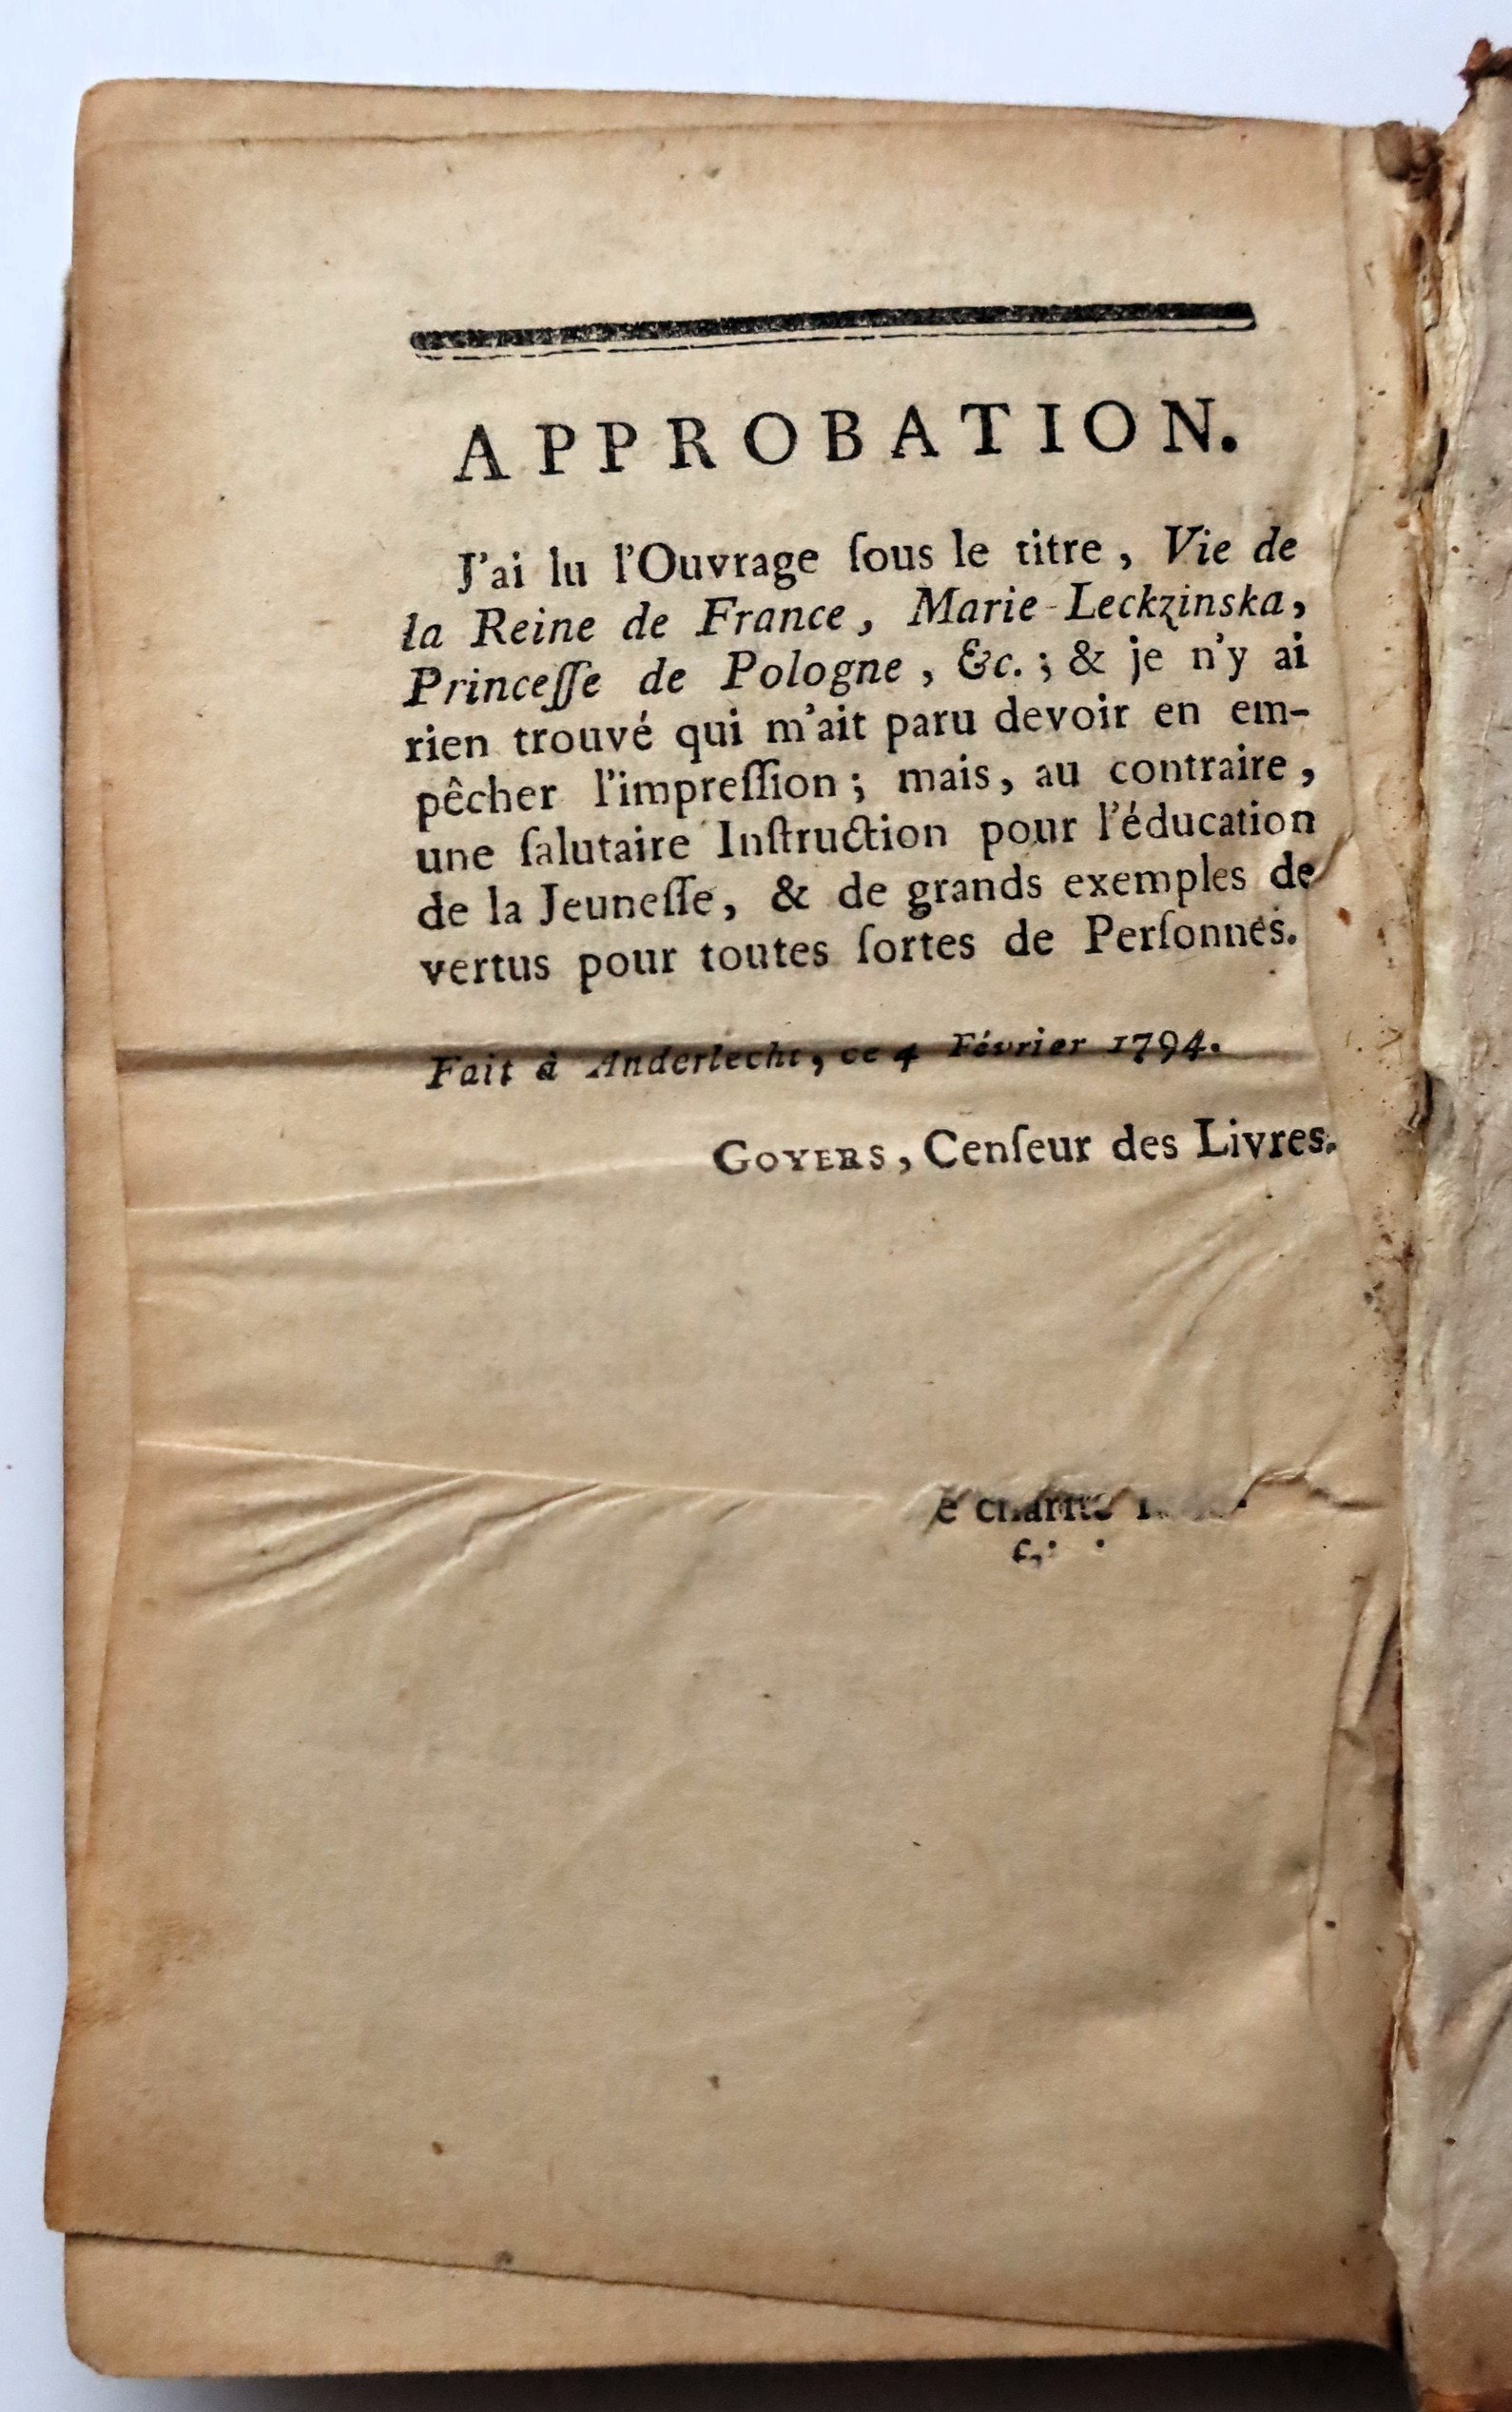 APPROBATION.
J'ai lu l'Ouvrage ſous le titre, Vie de
la Reine de France, Marie-Leckzinska,
Princeſſe de Pologne, &c.; & je n'y ai
rien trouvé qui m'ait paru devoir en em-
pêcher l'impreſſion; mais, au contraire,
une ſalutaire Inſtruction pour l'éducation
de la Jeuneſſe, & de grands exemples de
vertus pour toutes ſortes de Perſonnes.
Fait à Anderlecht, ce 4 Février 1794.
GOYERS, Cenſeur des Livres.